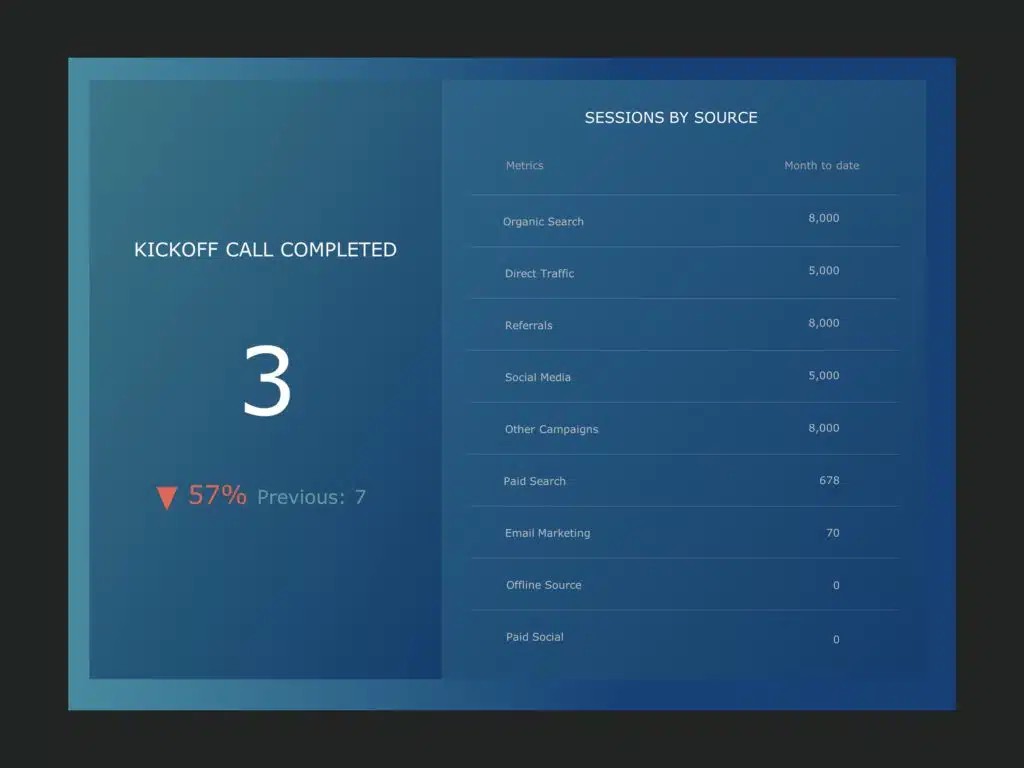 KICKOFF CALL COMPLETED
3
▼ 57% Previous: 7
SESSIONS BY SOURCE
Metrics Month to date
Organic Search 8,000
Direct Traffic 5,000
Referrals 8,000
Social Media 5,000
Other Campaigns 8,000
Paid Search 678
Email Marketing 70
Offline Source 0
Paid Social 0